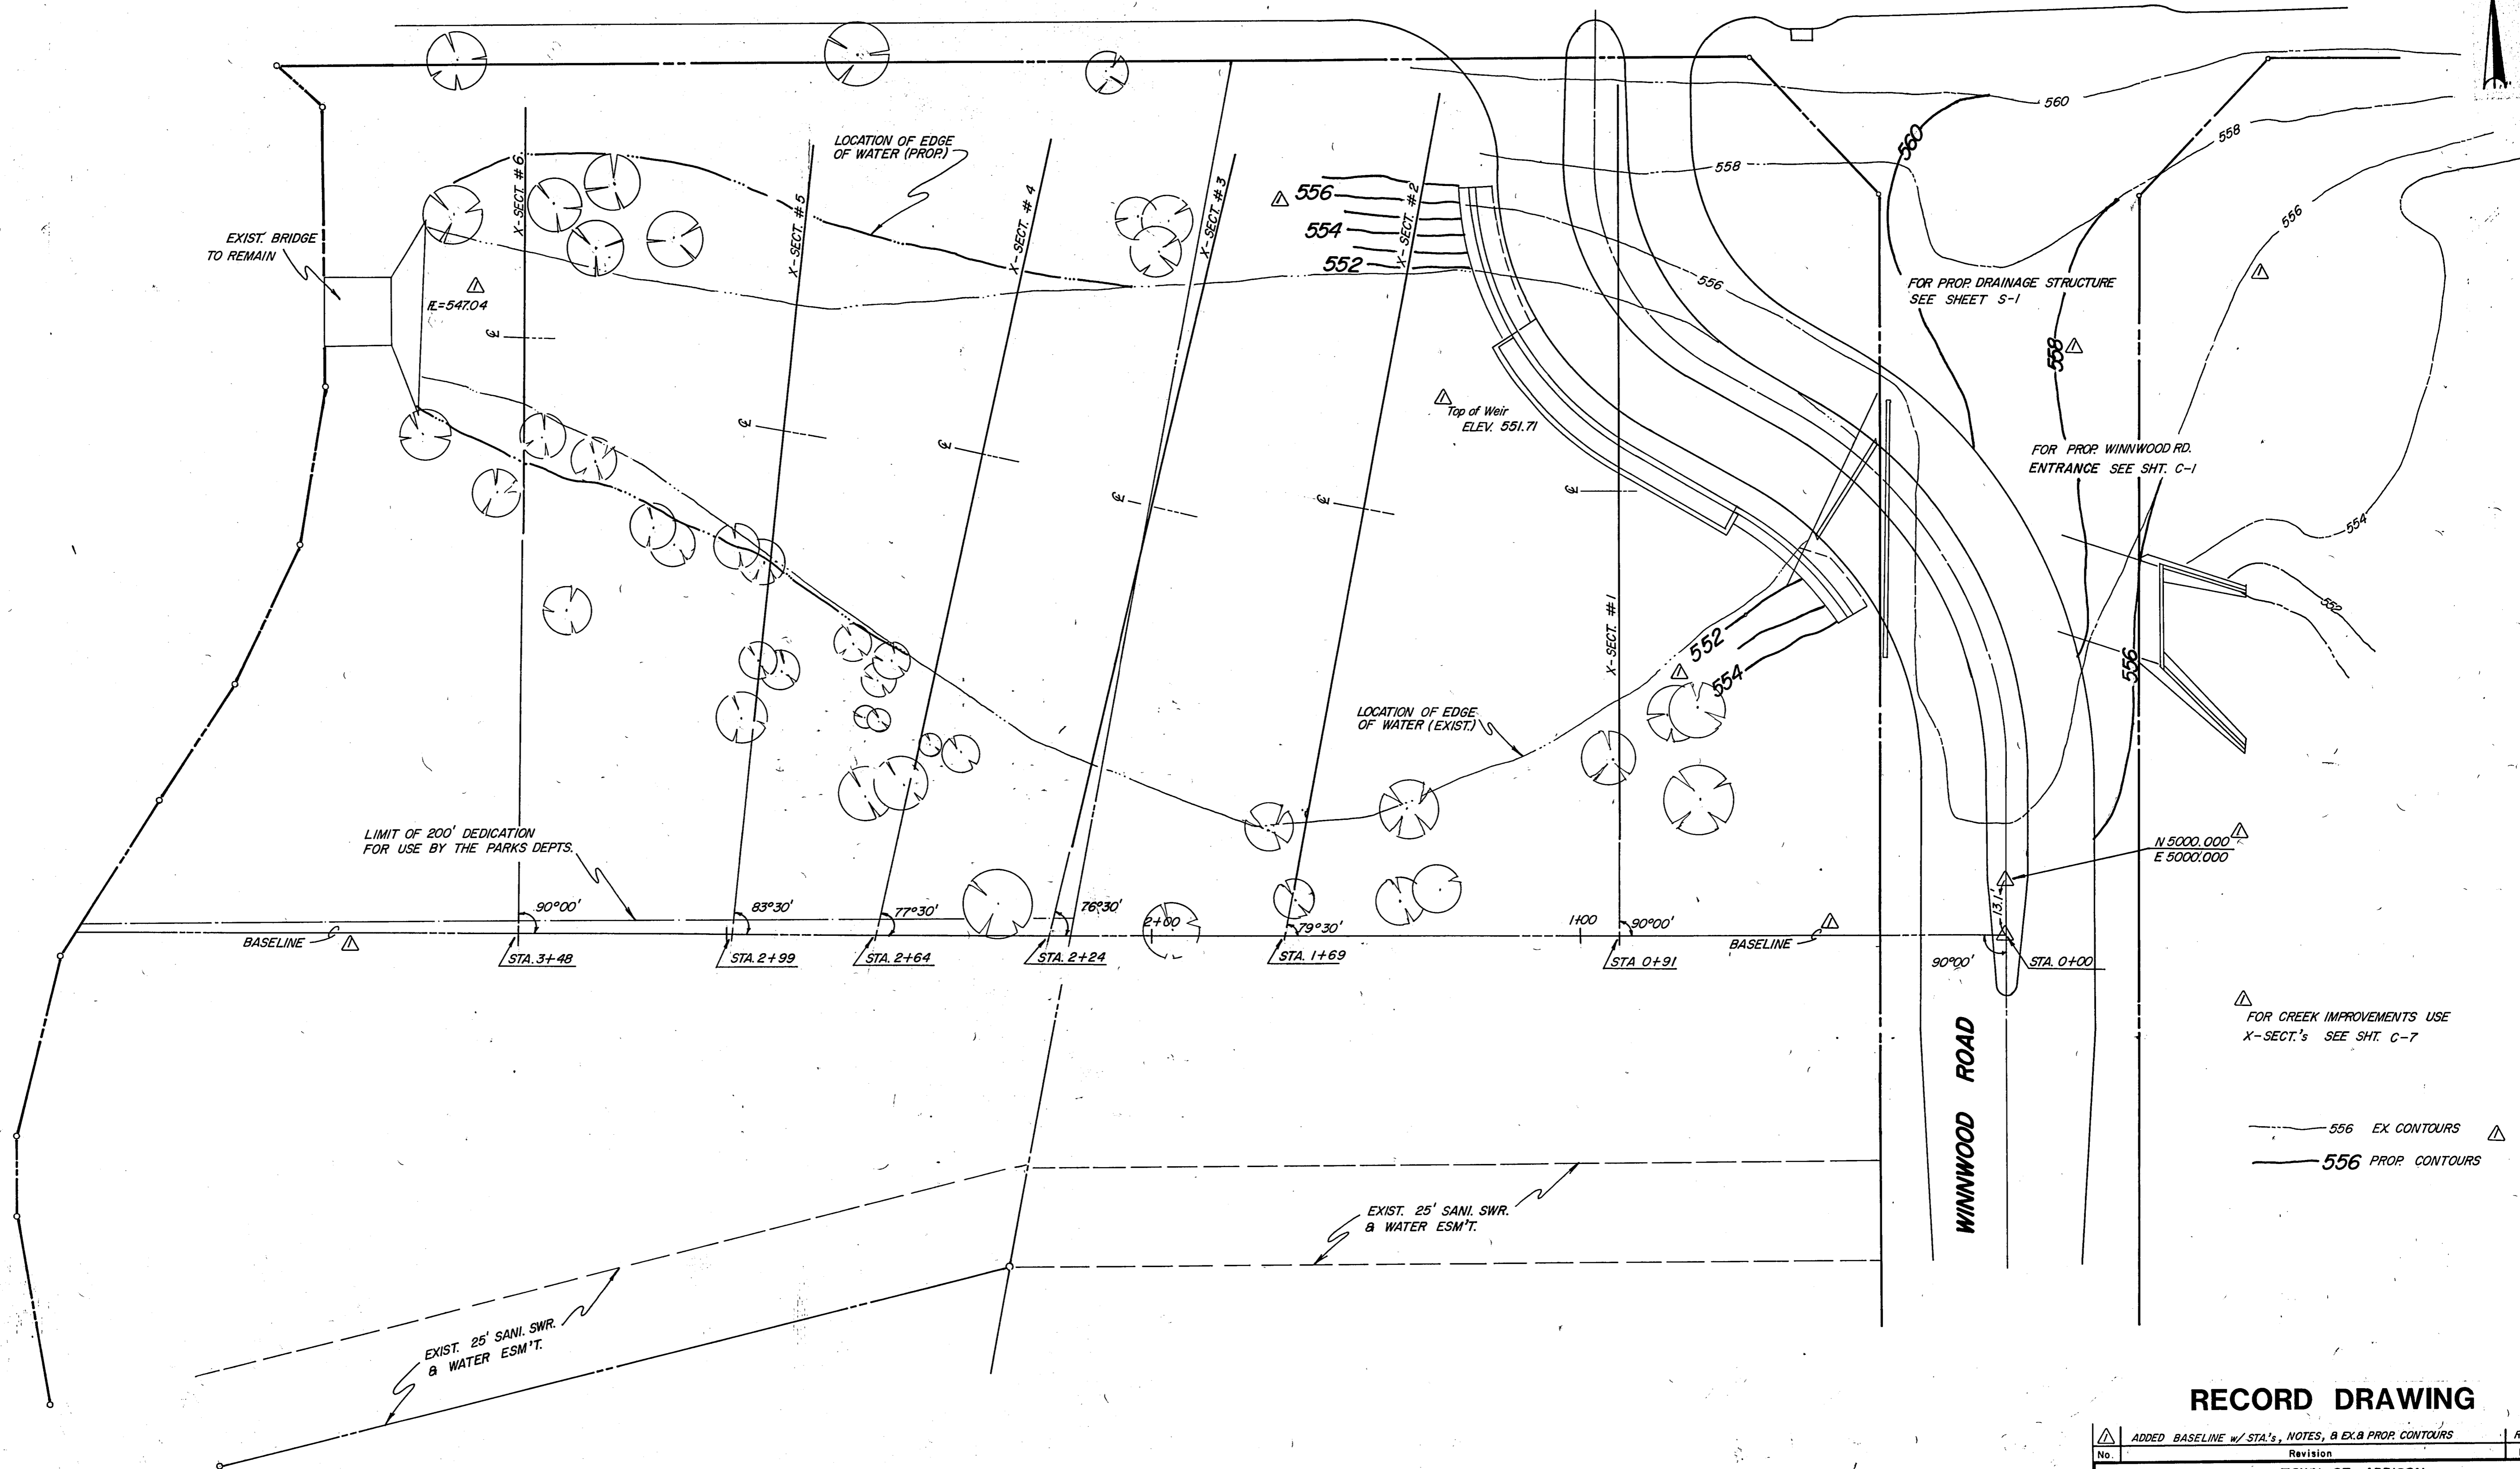 560
558
LOCATION OF EDGE
OF WATER (PROP.)
560
558
556
X-SECT. #6
X-SECT. #5
X-SECT. # 4
X-SECT. #3
X-SECT. #2
556
554
552
EXIST. BRIDGE
TO REMAIN
556
FOR PROP. DRAINAGE STRUCTURE
SEE SHEET S-1
℄
558
Top of Weir
ELEV. 551.71
℄
℄
℄
℄
℄
FOR PROP. WINNWOOD RD.
ENTRANCE SEE SHT. C-1
554
552
X-SECT. #1
552
554
556
LOCATION OF EDGE
OF WATER (EXIST.)
LIMIT OF 200' DEDICATION
FOR USE BY THE PARKS DEPTS.
N 5000.000
E 5000.000
13.1'
90°00'
83°30'
77°30'
76°30'
2+00
79°30'
1+00
90°00'
BASELINE
BASELINE
STA. 3+48
STA. 2+99
STA. 2+64
STA. 2+24
STA. 1+69
STA 0+91
90°00'
STA. 0+00
FOR CREEK IMPROVEMENTS USE
X-SECT.'s SEE SHT. C-7
WINNWOOD ROAD
556 EX. CONTOURS
556 PROP. CONTOURS
EXIST. 25' SANI. SWR.
& WATER ESM'T.
EXIST. 25' SANI. SWR.
& WATER ESM'T.
RECORD DRAWING
1 ADDED BASELINE w/ STA.'s, NOTES, & EX.& PROP. CONTOURS
No. Revision